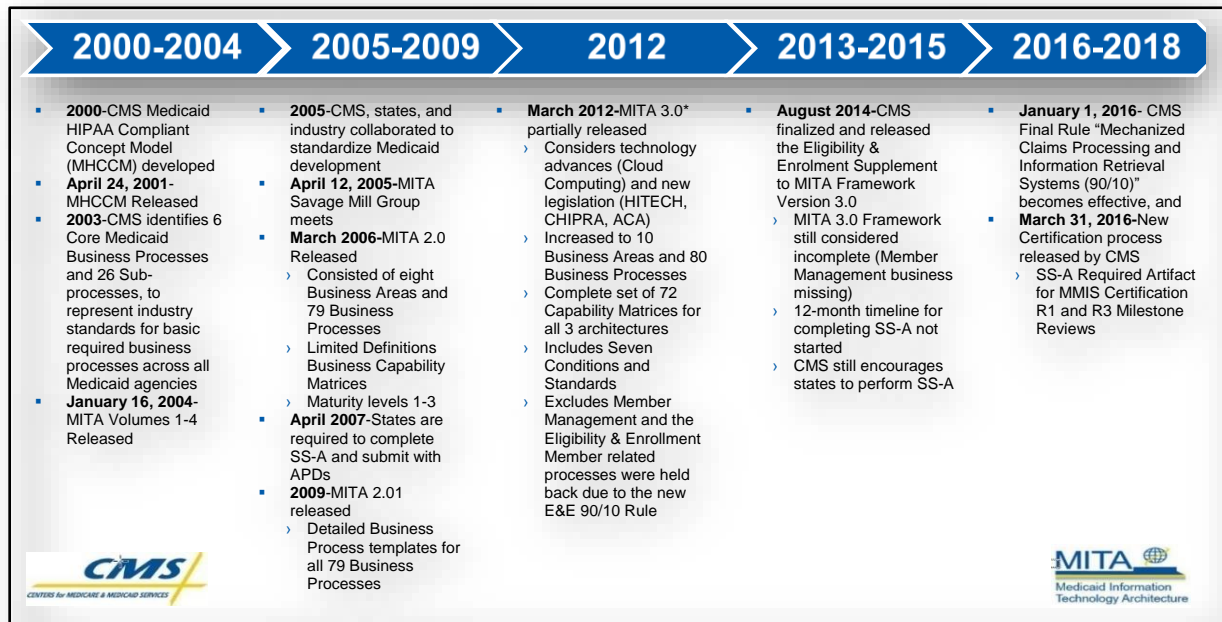 2000-2004
2005-2009
2012
2013-2015
2016-2018
▪ 2000-CMS Medicaid
HIPAA Compliant
Concept Model
(MHCCM) developed
▪ April 24, 2001-
MHCCM Released
▪ 2003-CMS identifies 6
Core Medicaid
Business Processes
and 26 Sub-
processes, to
represent industry
standards for basic
required business
processes across all
Medicaid agencies
▪ January 16, 2004-
MITA Volumes 1-4
Released
▪ 2005-CMS, states, and
industry collaborated to
standardize Medicaid
development
▪ April 12, 2005-MITA
Savage Mill Group
meets
▪ March 2006-MITA 2.0
Released
› Consisted of eight
Business Areas and
79 Business
Processes
› Limited Definitions
Business Capability
Matrices
› Maturity levels 1-3
▪ April 2007-States are
required to complete
SS-A and submit with
APDs
▪ 2009-MITA 2.01
released
› Detailed Business
Process templates for
all 79 Business
Processes
▪ March 2012-MITA 3.0*
partially released
› Considers technology
advances (Cloud
Computing) and new
legislation (HITECH,
CHIPRA, ACA)
› Increased to 10
Business Areas and 80
Business Processes
› Complete set of 72
Capability Matrices for
all 3 architectures
› Includes Seven
Conditions and
Standards
› Excludes Member
Management and the
Eligibility & Enrollment
Member related
processes were held
back due to the new
E&E 90/10 Rule
▪ August 2014-CMS
finalized and released
the Eligibility &
Enrolment Supplement
to MITA Framework
Version 3.0
› MITA 3.0 Framework
still considered
incomplete (Member
Management business
missing)
› 12-month timeline for
completing SS-A not
started
› CMS still encourages
states to perform SS-A
▪ January 1, 2016- CMS
Final Rule “Mechanized
Claims Processing and
Information Retrieval
Systems (90/10)”
becomes effective, and
▪ March 31, 2016-New
Certification process
released by CMS
› SS-A Required Artifact
for MMIS Certification
R1 and R3 Milestone
Reviews
CMS
CENTERS for MEDICARE & MEDICAID SERVICES
MITA
Medicaid Information
Technology Architecture